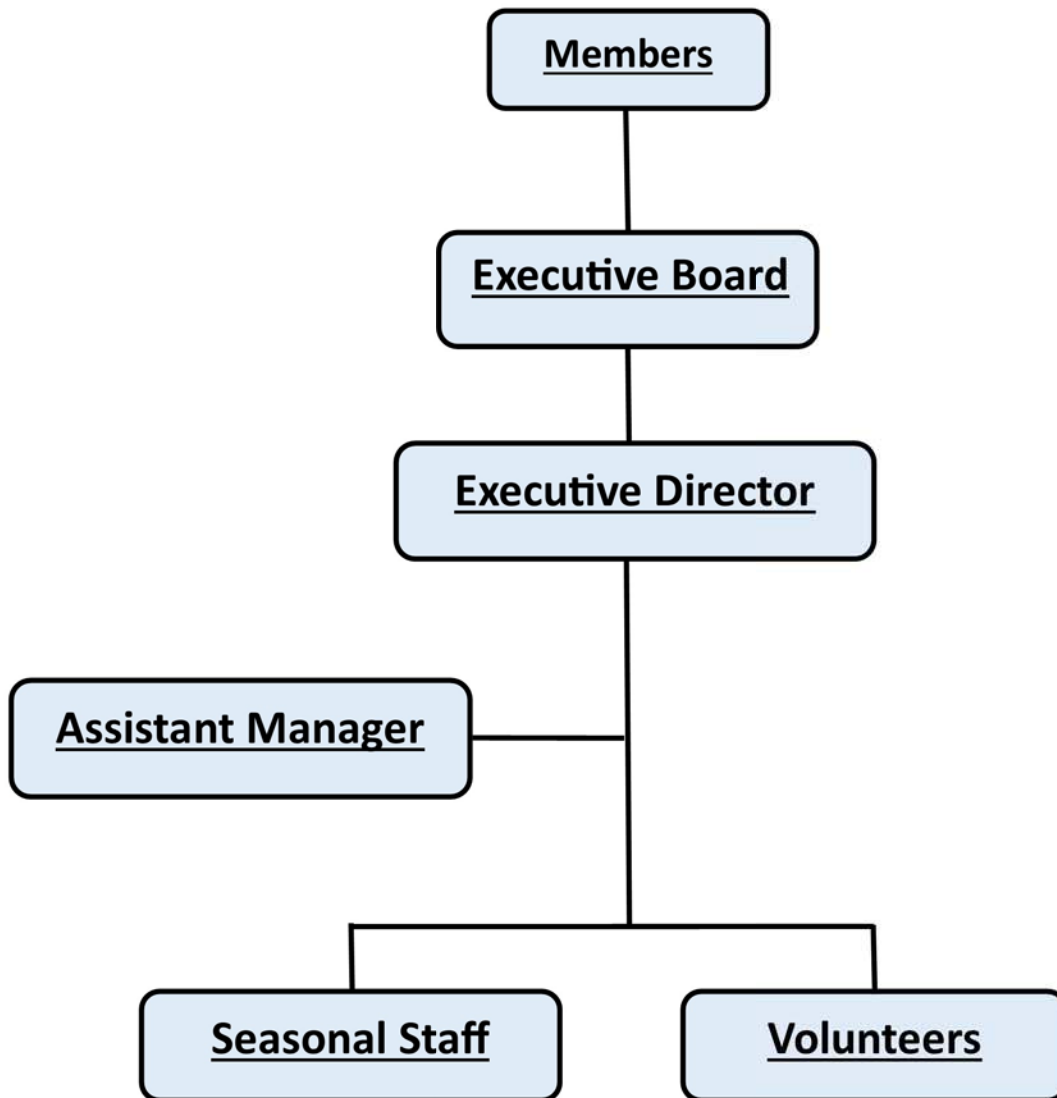 Members
Executive Board
Executive Director
Assistant Manager
Seasonal Staff
Volunteers